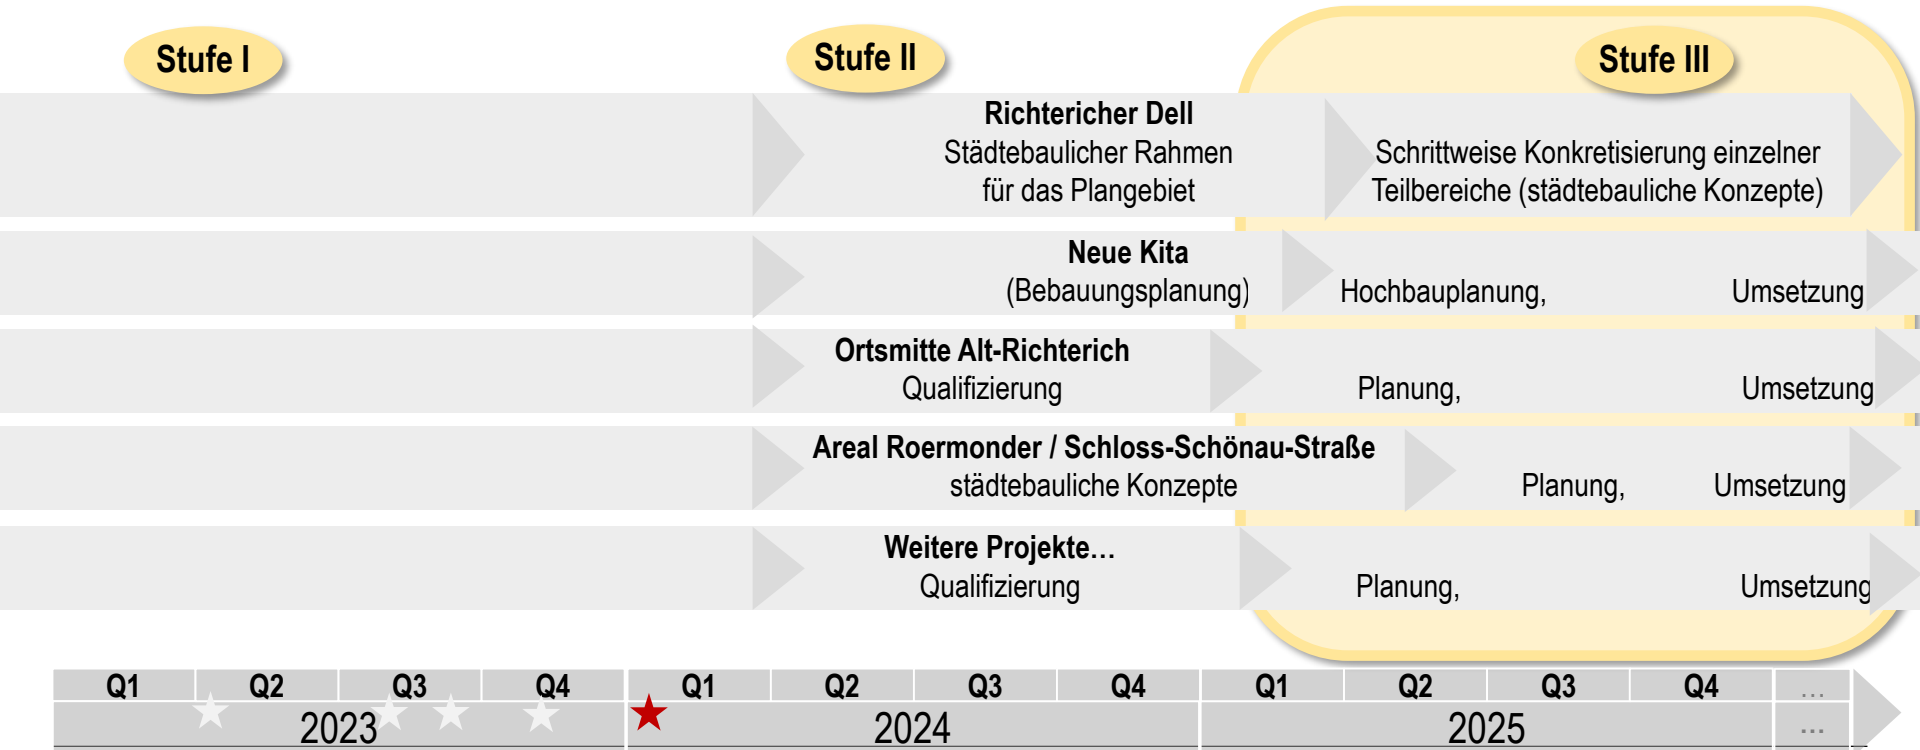 Stufe I
Stufe II
Stufe III
Richtericher Dell
Städtebaulicher Rahmen
für das Plangebiet
Schrittweise Konkretisierung einzelner
Teilbereiche (städtebauliche Konzepte)
Neue Kita
(Bebauungsplanung)
Hochbauplanung, Umsetzung
Ortsmitte Alt-Richterich
Qualifizierung
Planung, Umsetzung
Areal Roermonder / Schloss-Schönau-Straße
städtebauliche Konzepte
Planung, Umsetzung
Weitere Projekte…
Qualifizierung
Planung, Umsetzung
Q1 Q2 Q3 Q4 Q1 Q2 Q3 Q4 Q1 Q2 Q3 Q4 …
2023 2024 2025 …